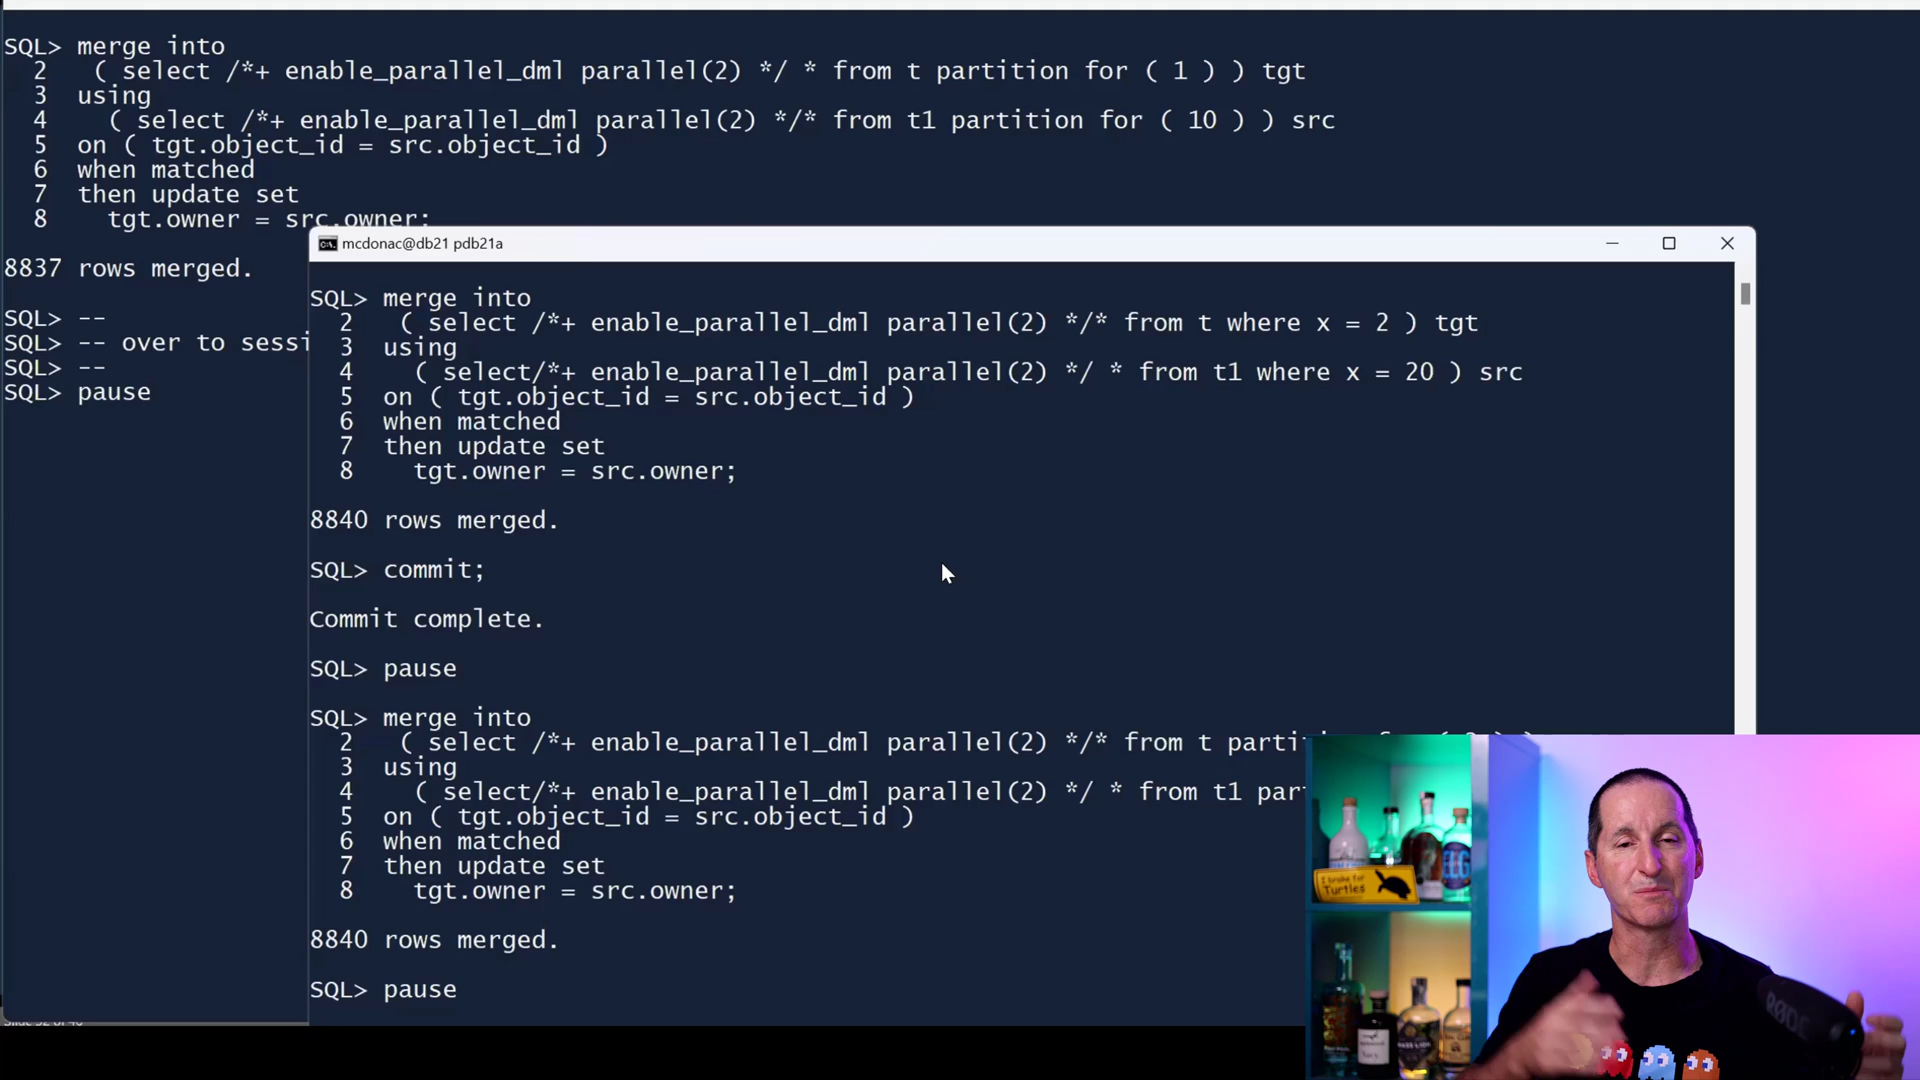 SQL> merge into
2 ( select /*+ enable_parallel_dml parallel(2) */ * from t partition for ( 1 ) ) tgt
3 using
4 ( select /*+ enable_parallel_dml parallel(2) */* from t1 partition for ( 10 ) ) src
5 on ( tgt.object_id = src.object_id )
6 when matched
7 then update set
8 tgt.owner = src.owner;
8837 rows merged.
SQL> --
SQL> -- over to sessi
SQL> --
SQL> pause
mcdonac@db21 pdb21a
SQL> merge into
2 ( select /*+ enable_parallel_dml parallel(2) */* from t where x = 2 ) tgt
3 using
4 ( select/*+ enable_parallel_dml parallel(2) */ * from t1 where x = 20 ) src
5 on ( tgt.object_id = src.object_id )
6 when matched
7 then update set
8 tgt.owner = src.owner;
8840 rows merged.
SQL> commit;
Commit complete.
SQL> pause
SQL> merge into
2 ( select /*+ enable_parallel_dml parallel(2) */* from t parti
3 using
4 ( select/*+ enable_parallel_dml parallel(2) */ * from t1 par
5 on ( tgt.object_id = src.object_id )
6 when matched
7 then update set
8 tgt.owner = src.owner;
8840 rows merged.
SQL> pause
I brake for
Turtles
RØDE